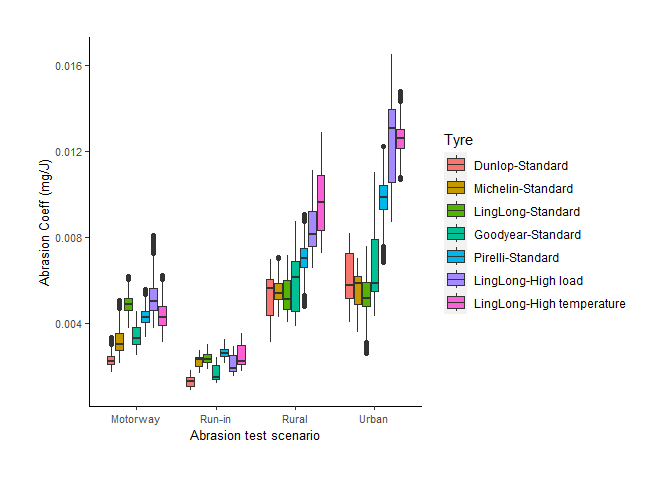 Abrasion Coeff (mg/J)
0.016
0.012
0.008
0.004
Motorway
Run-in
Rural
Urban
Abrasion test scenario
Tyre
Dunlop-Standard
Michelin-Standard
LingLong-Standard
Goodyear-Standard
Pirelli-Standard
LingLong-High load
LingLong-High temperature